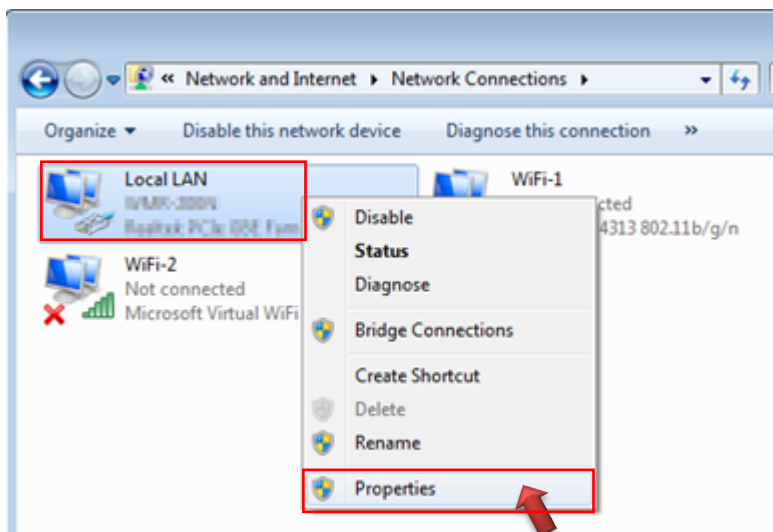 « Network and Internet ▸ Network Connections ▸
Organize ▾ Disable this network device Diagnose this connection »
Local LAN
WiFi-1
cted
4313 802.11b/g/n
WiFi-2
Not connected
Microsoft Virtual WiFi
Disable
Status
Diagnose
Bridge Connections
Create Shortcut
Delete
Rename
Properties